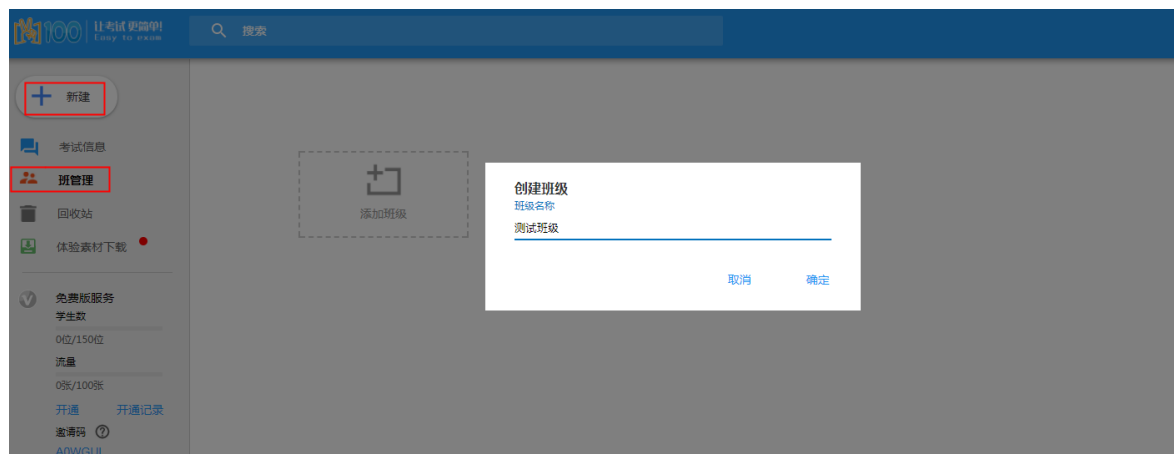 100
让考试更简单!
Easy to exam
搜索
新建
考试信息
班管理
回收站
体验素材下载
免费版服务
学生数
0位/150位
流量
0张/100张
开通 开通记录
邀请码
添加班级
创建班级
班级名称
测试班级
取消 确定